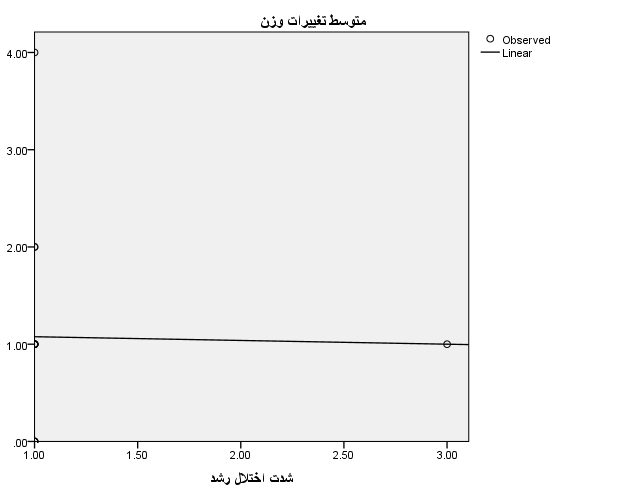 متوسط تغییرات وزن
Observed
Linear
4.00
3.00
2.00
1.00
.00
1.00 1.50 2.00 2.50 3.00
شدت اختلال رشد